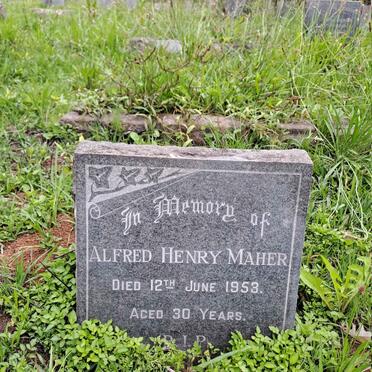 In Memory of
ALFRED HENRY MAHER
DIED 12TH JUNE 1953.
AGED 30 YEARS.
R.I.P.